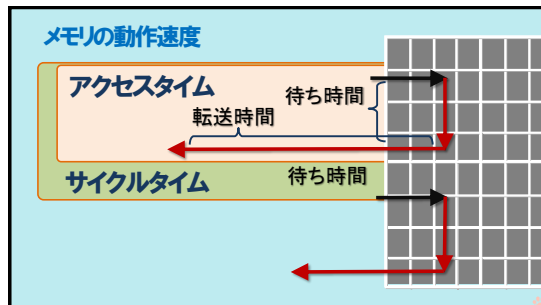 メモリの動作速度
アクセスタイム
待ち時間
転送時間
サイクルタイム
待ち時間